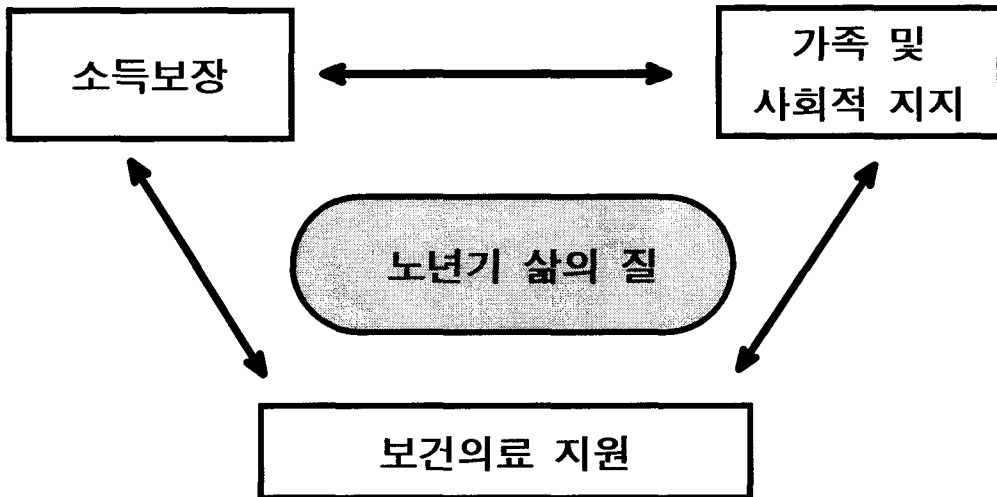 소득보장
가족 및
사회적 지지
노년기 삶의 질
보건의료 지원